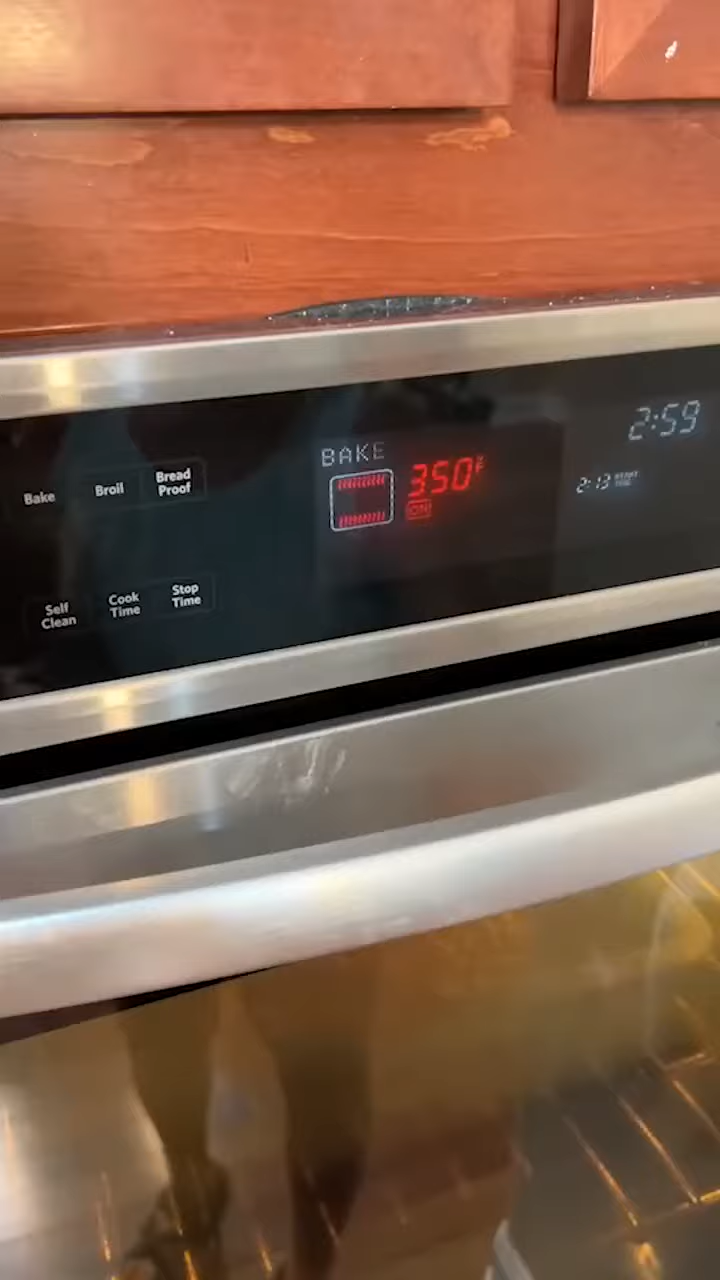 2:59
BAKE
350°F
ON
2:13 START TIME
Bake
Broil
Bread
Proof
Self
Clean
Cook
Time
Stop
Time